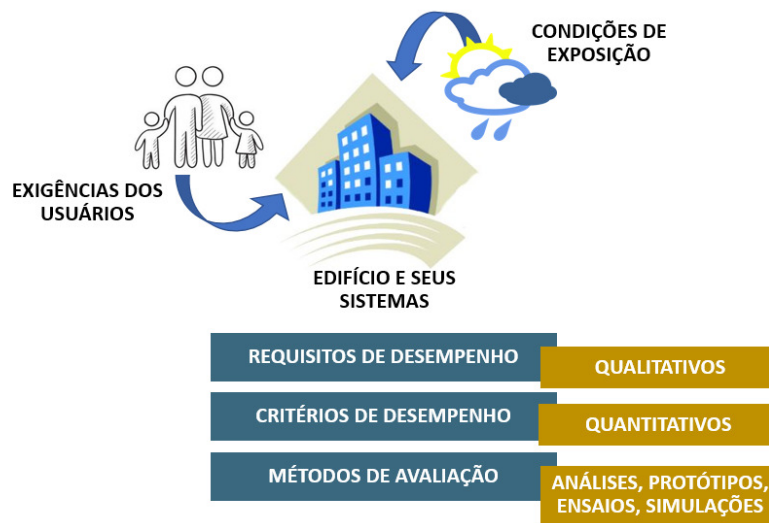 CONDIÇÕES DE
EXPOSIÇÃO
EXIGÊNCIAS DOS
USUÁRIOS
EDIFÍCIO E SEUS
SISTEMAS
REQUISITOS DE DESEMPENHO
QUALITATIVOS
CRITÉRIOS DE DESEMPENHO
QUANTITATIVOS
MÉTODOS DE AVALIAÇÃO
ANÁLISES, PROTÓTIPOS,
ENSAIOS, SIMULAÇÕES